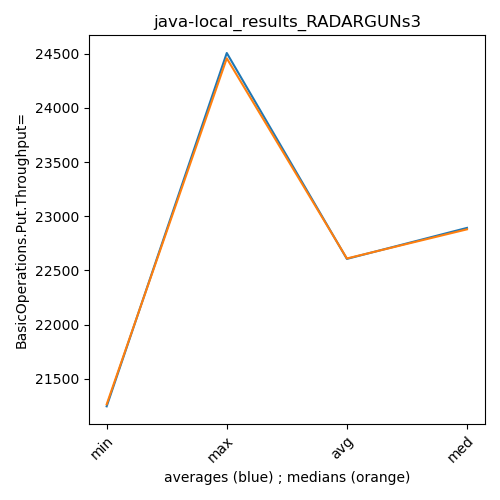 java-local_results_RADARGUNs3
BasicOperations.Put.Throughput=
24500
24000
23500
23000
22500
22000
21500
min
max
avg
med
averages (blue) ; medians (orange)